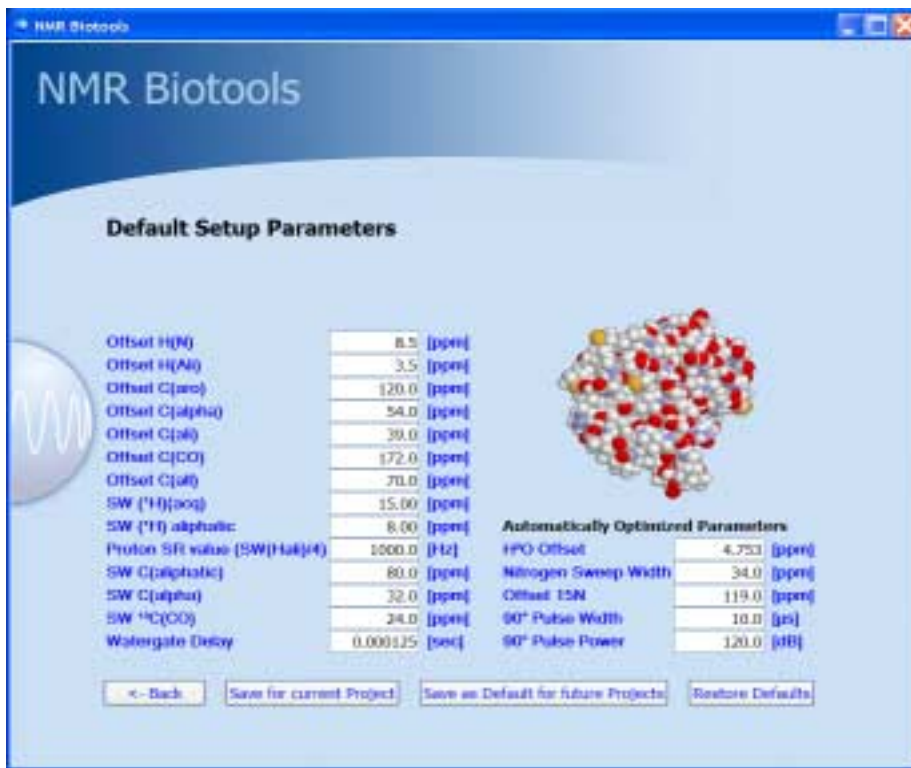 NMR Biotools
NMR Biotools
Default Setup Parameters
Offset H(N) 8.5 [ppm]
Offset H(Ali) 3.5 [ppm]
Offset C(aro) 120.0 [ppm]
Offset C(alpha) 54.0 [ppm]
Offset C(ali) 39.0 [ppm]
Offset C(CO) 172.0 [ppm]
Offset C(all) 70.0 [ppm]
SW (¹H)(acq) 15.00 [ppm]
SW (¹H) aliphatic 8.00 [ppm]
Proton SR value (SW(Hali)/4) 1000.0 [Hz]
SW C(aliphatic) 80.0 [ppm]
SW C(alpha) 32.0 [ppm]
SW ¹³C(CO) 24.0 [ppm]
Watergate Delay 0.000125 [sec]
Automatically Optimized Parameters
Offset 4.753 [ppm]
Nitrogen Sweep Width 34.0 [ppm]
Offset 15N 119.0 [ppm]
90° Pulse Width 10.0 [µs]
90° Pulse Power 120.0 [dB]
<- Back Save for current Project Save as Default for future Projects Restore Defaults